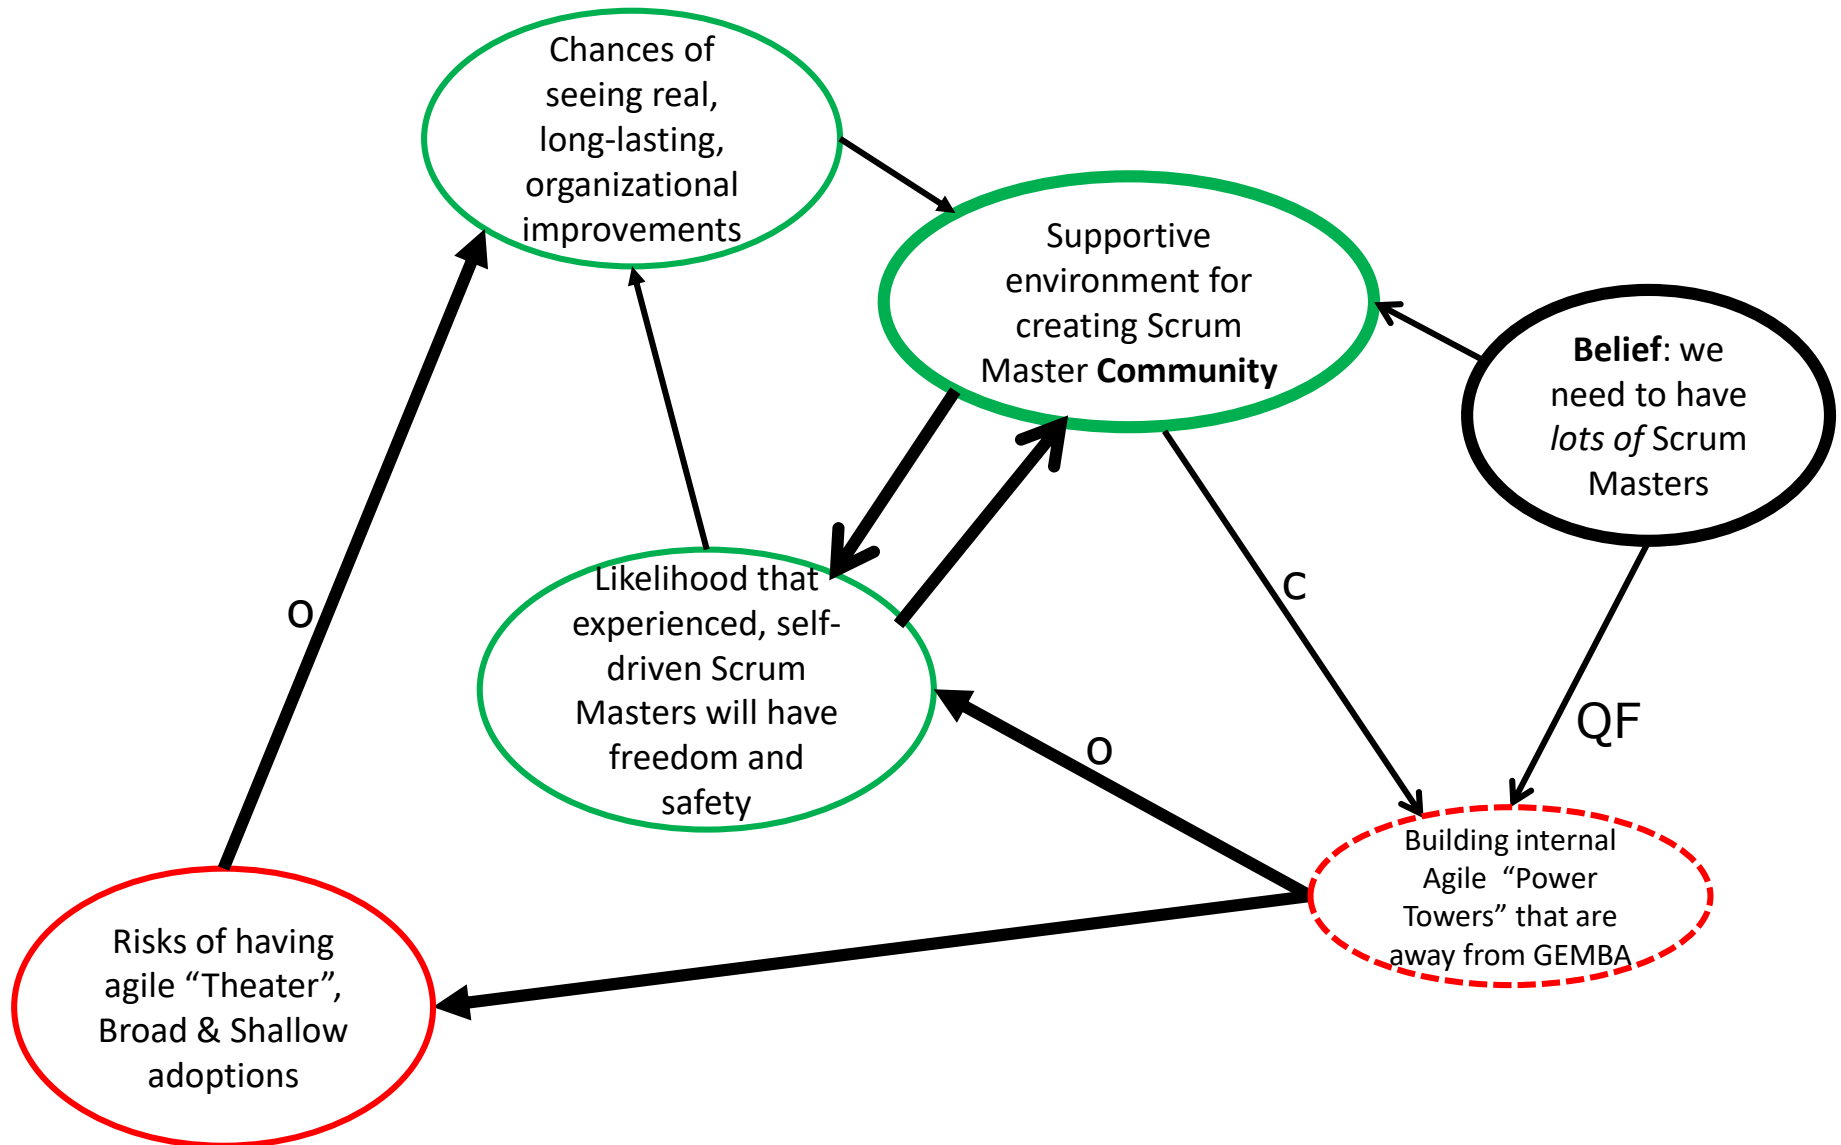 Chances of
seeing real,
long-lasting,
organizational
improvements
Supportive
environment for
creating Scrum
Master Community
Belief: we
need to have
lots of Scrum
Masters
Likelihood that
experienced, self-
driven Scrum
Masters will have
freedom and
safety
O
C
QF
O
Building internal
Agile “Power
Towers” that are
away from GEMBA
Risks of having
agile “Theater”,
Broad & Shallow
adoptions